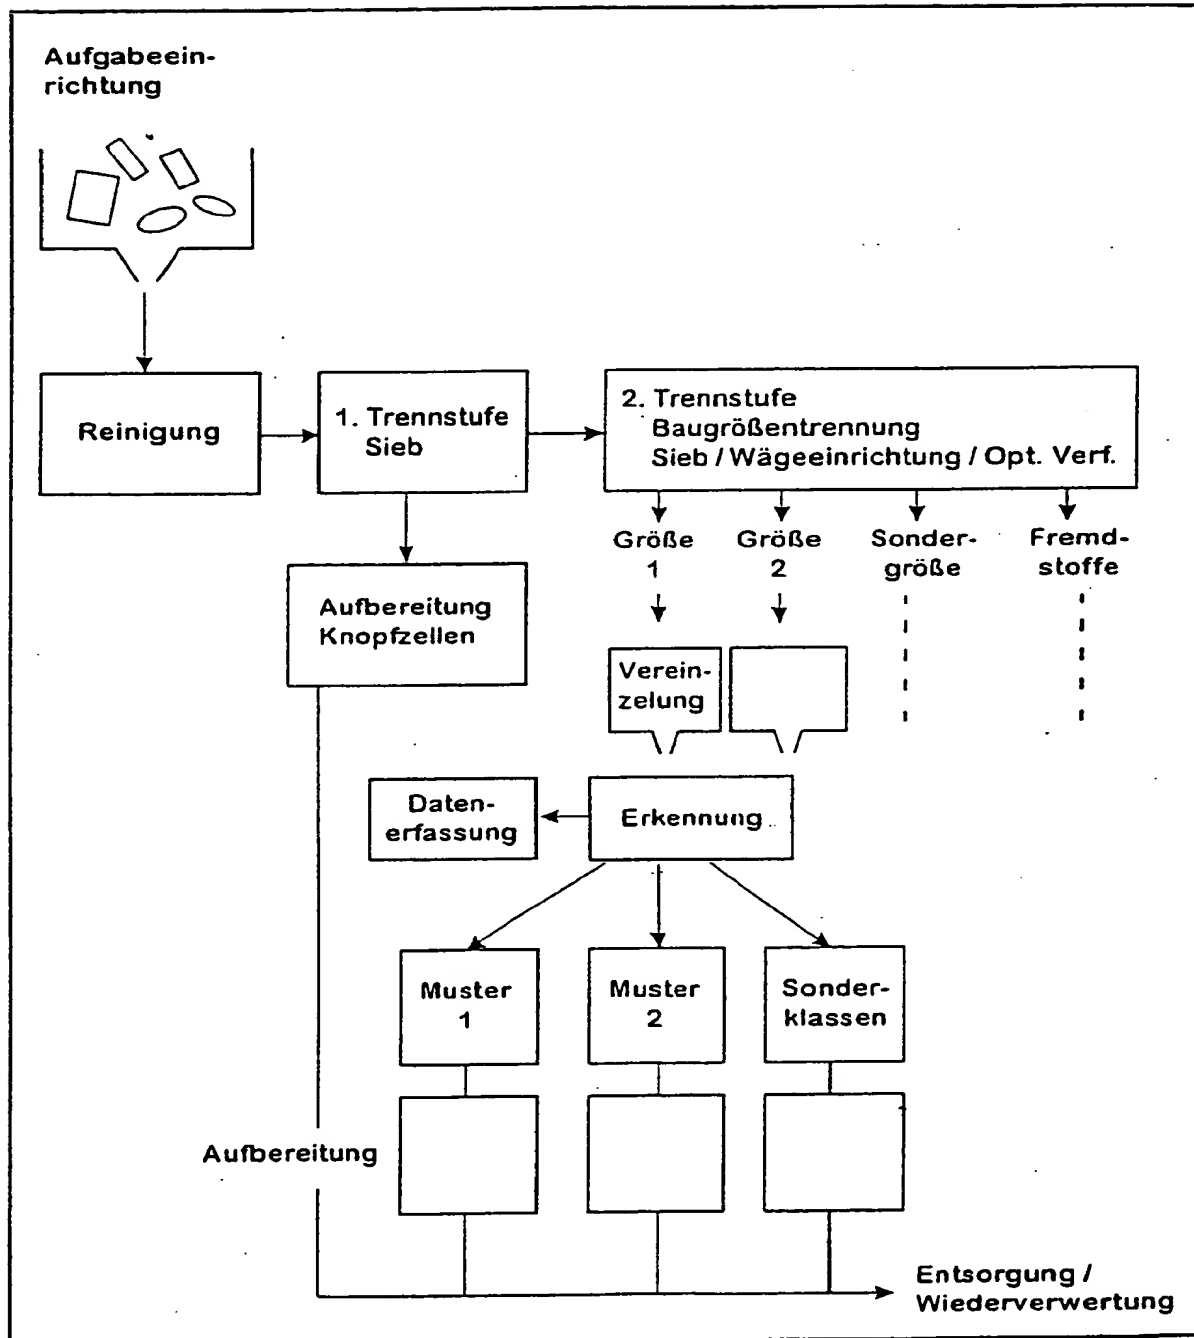 Aufgabeein-
richtung
Reinigung
1. Trennstufe
Sieb
2. Trennstufe
Baugrößentrennung
Sieb / Wägeeinrichtung / Opt. Verf.
Größe
1
Größe
2
Sonder-
größe
Fremd-
stoffe
Aufbereitung
Knopfzellen
Verein-
zelung
Daten-
erfassung
Erkennung
Muster
1
Muster
2
Sonder-
klassen
Aufbereitung
Entsorgung /
Wiederverwertung